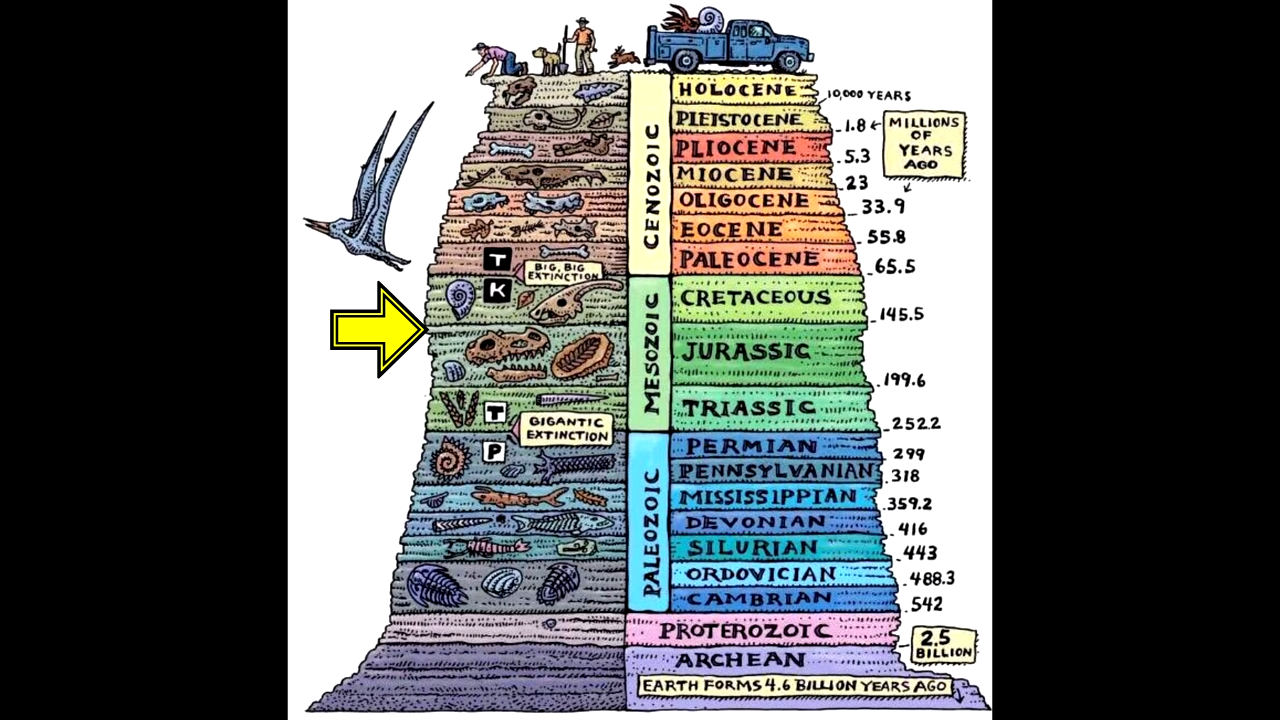 HOLOCENE
10,000 YEARS
PLEISTOCENE
1.8
MILLIONS
OF
YEARS
AGO
PLIOCENE
5.3
MIOCENE
23
OLIGOCENE
33.9
EOCENE
55.8
PALEOCENE
65.5
CENOZOIC
T
BIG, BIG
EXTINCTION
K
CRETACEOUS
145.5
JURASSIC
199.6
TRIASSIC
252.2
MESOZOIC
T
GIGANTIC
EXTINCTION
P
PERMIAN
299
PENNSYLVANIAN
318
MISSISSIPPIAN
359.2
DEVONIAN
416
SILURIAN
443
ORDOVICIAN
488.3
CAMBRIAN
542
PALEOZOIC
PROTEROZOIC
2.5
BILLION
ARCHEAN
EARTH FORMS 4.6 BILLION YEARS AGO